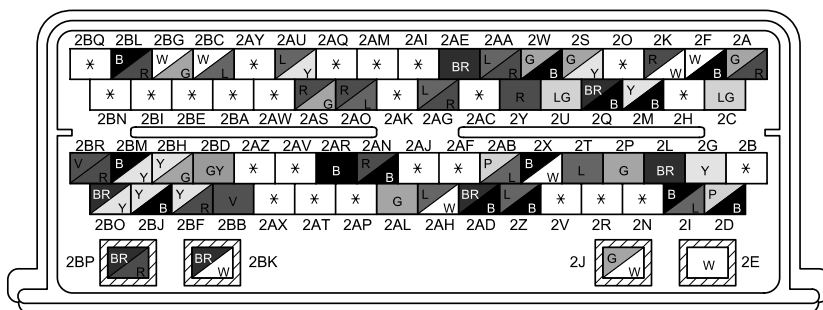 2BQ 2BL 2BG 2BC 2AY 2AU 2AQ 2AM 2AI 2AE 2AA 2W 2S 2O 2K 2F 2A
* B R W G W L * L Y * * * BR L R G B G Y * R W W B G R
* * * * * R G R L * L R * R LG BR B Y B * LG
2BN 2BI 2BE 2BA 2AW 2AS 2AO 2AK 2AG 2AC 2Y 2U 2Q 2M 2H 2C
2BR 2BM 2BH 2BD 2AZ 2AV 2AR 2AN 2AJ 2AF 2AB 2X 2T 2P 2L 2G 2B
V R B Y Y G GY * * B R B * * P L B W L G BR Y *
BR Y Y B Y R V * * * G L W BR B L B * * * B L P B
2BO 2BJ 2BF 2BB 2AX 2AT 2AP 2AL 2AH 2AD 2Z 2V 2R 2N 2I 2D
2BP BR R BR W 2BK 2J G W W 2E